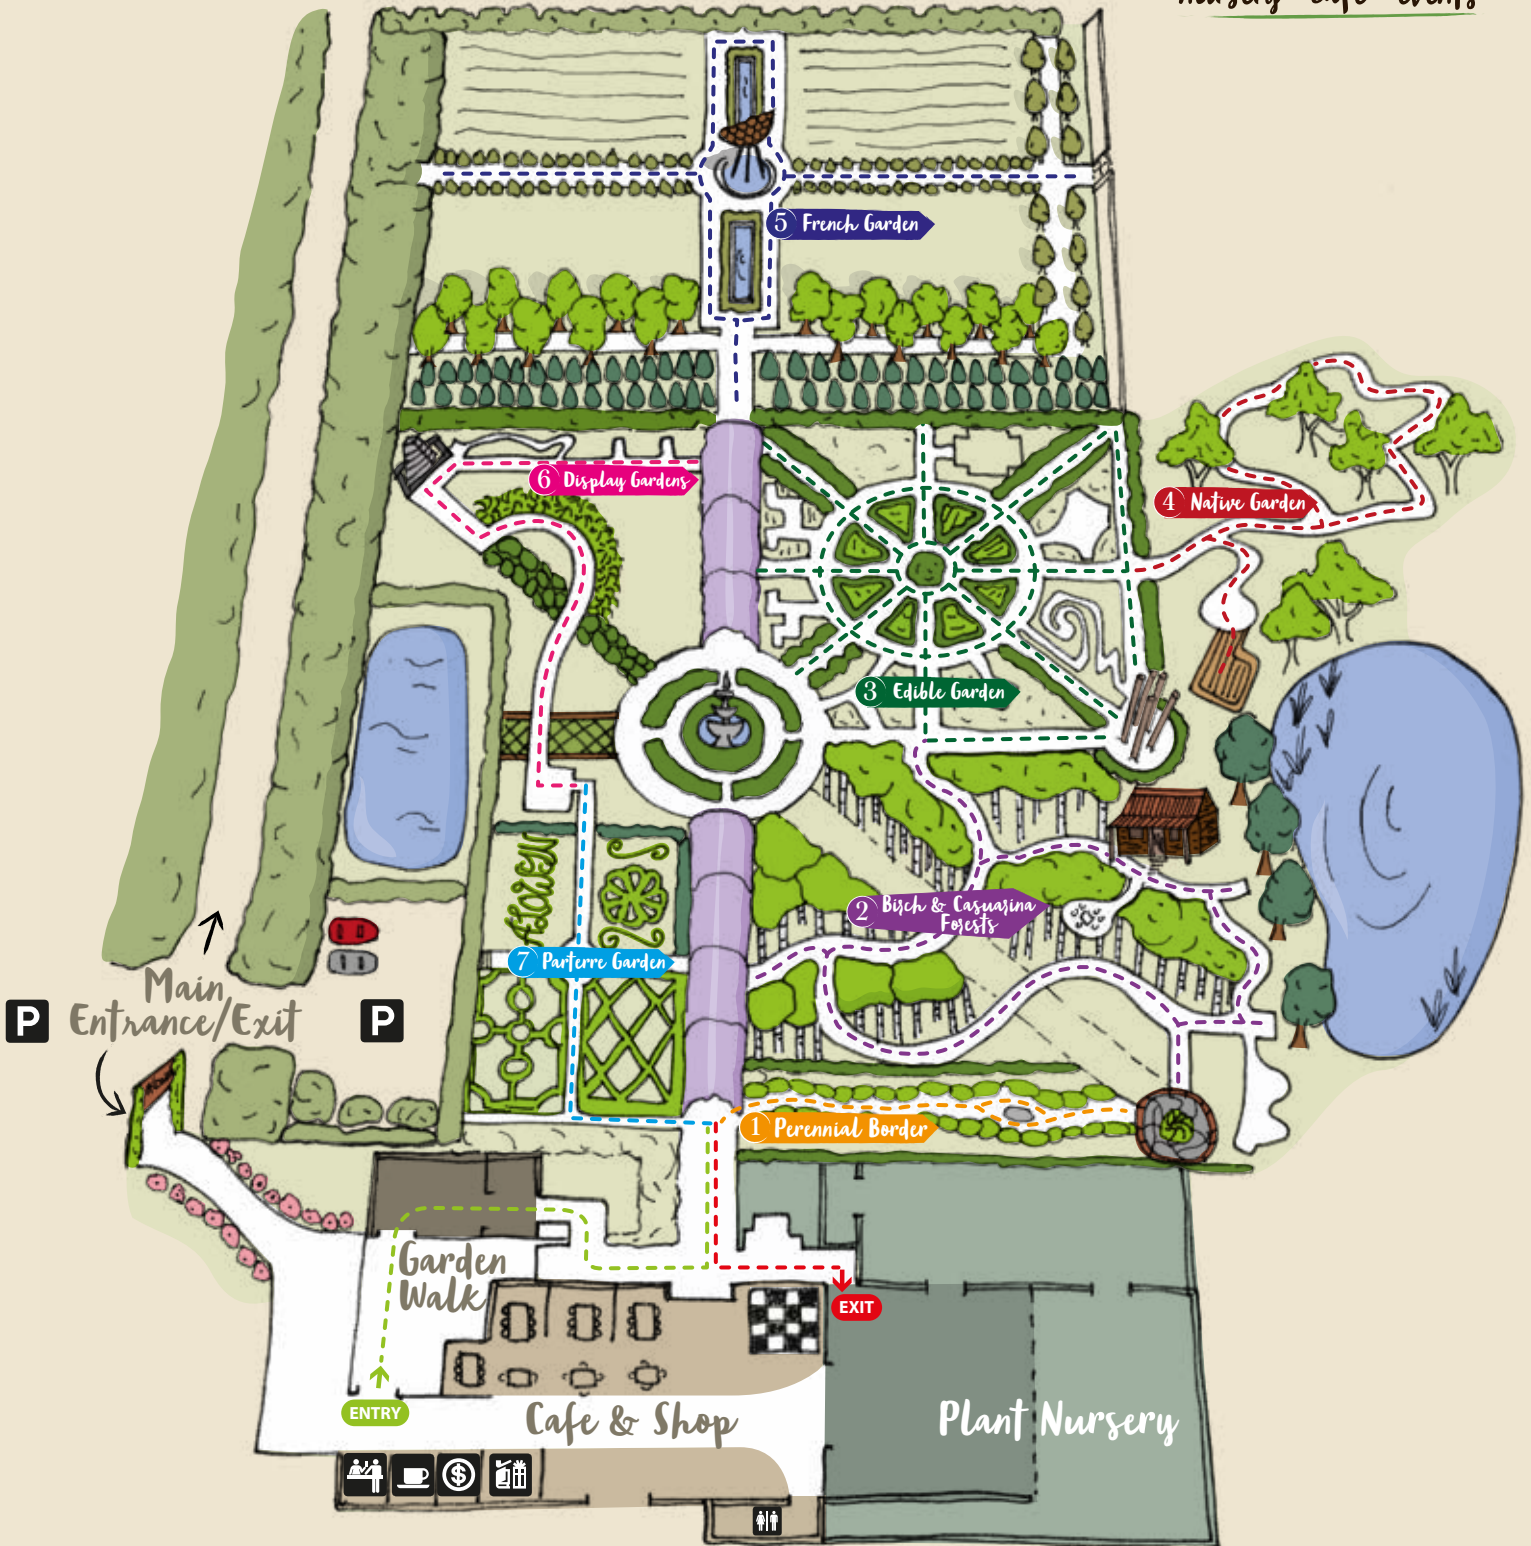 5 French Garden
6 Display Gardens
4 Native Garden
3 Edible Garden
2 Birch & Casuarina
Forests
ALOWYN
7 Parterre Garden
Main
Entrance/Exit
P
P
1 Perennial Border
Garden
Walk
EXIT
ENTRY
Cafe & Shop
Plant Nursery
$